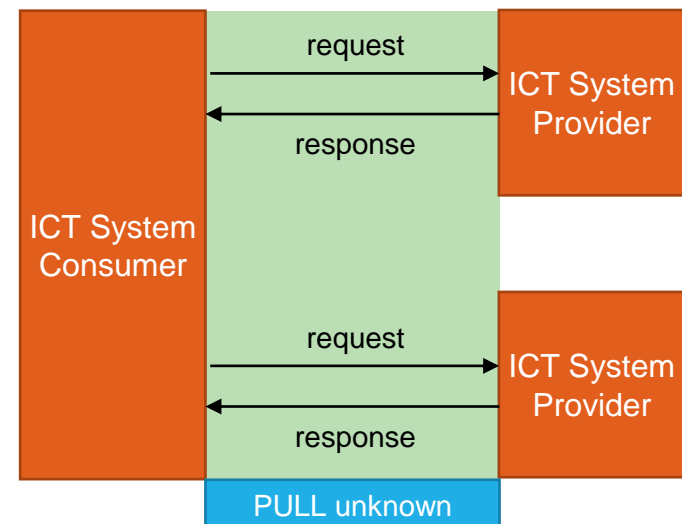 request
ICT System
Provider
response
ICT System
Consumer
request
ICT System
Provider
response
PULL unknown